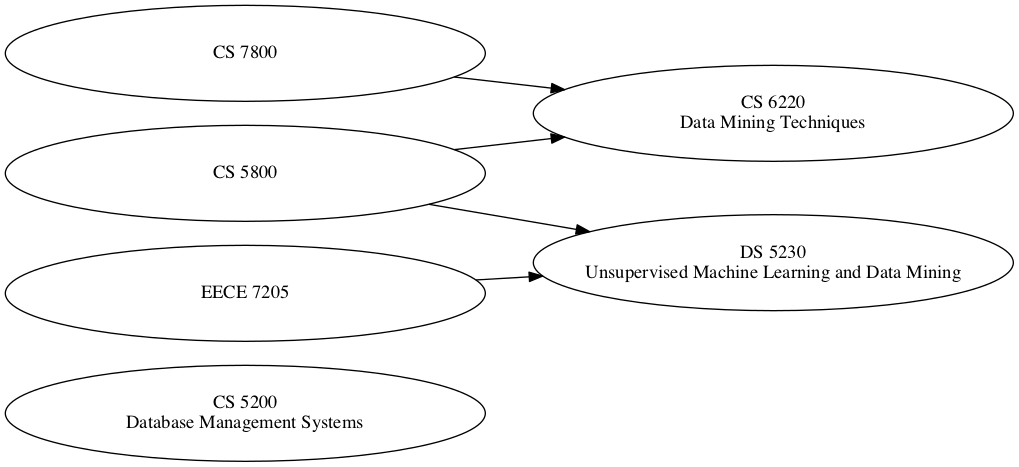 CS 7800
CS 6220
Data Mining Techniques
CS 5800
DS 5230
Unsupervised Machine Learning and Data Mining
EECE 7205
CS 5200
Database Management Systems